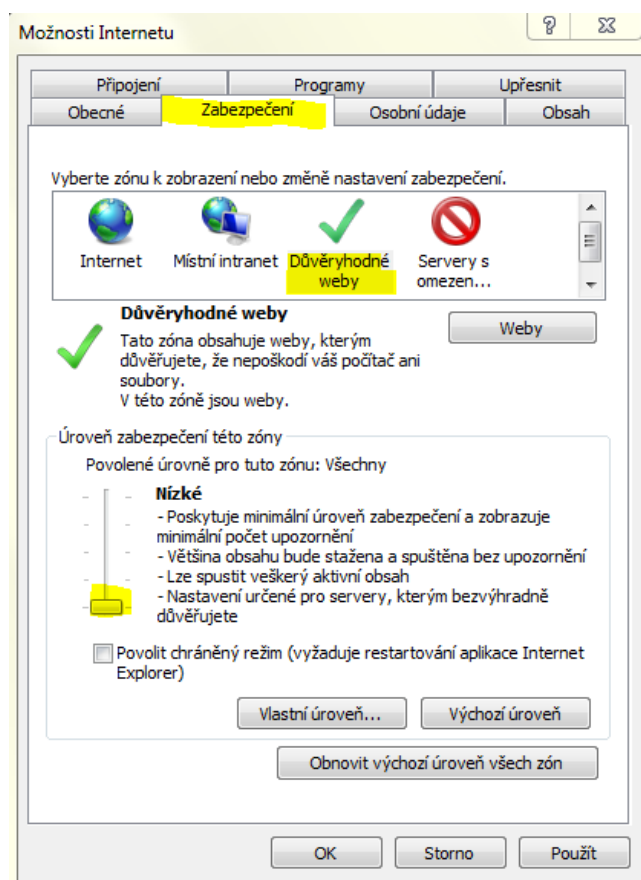 Možnosti Internetu
Připojení Programy Upřesnit
Obecné Zabezpečení Osobní údaje Obsah
Vyberte zónu k zobrazení nebo změně nastavení zabezpečení.
Internet Místní intranet Důvěryhodné weby Servery s omezen...
Důvěryhodné weby
Weby
Tato zóna obsahuje weby, kterým
důvěřujete, že nepoškodí váš počítač ani
soubory.
V této zóně jsou weby.
Úroveň zabezpečení této zóny
Povolené úrovně pro tuto zónu: Všechny
Nízké
- Poskytuje minimální úroveň zabezpečení a zobrazuje
minimální počet upozornění
- Většina obsahu bude stažena a spuštěna bez upozornění
- Lze spustit veškerý aktivní obsah
- Nastavení určené pro servery, kterým bezvýhradně
důvěřujete
Povolit chráněný režim (vyžaduje restartování aplikace Internet
Explorer)
Vlastní úroveň... Výchozí úroveň
Obnovit výchozí úroveň všech zón
OK Storno Použít